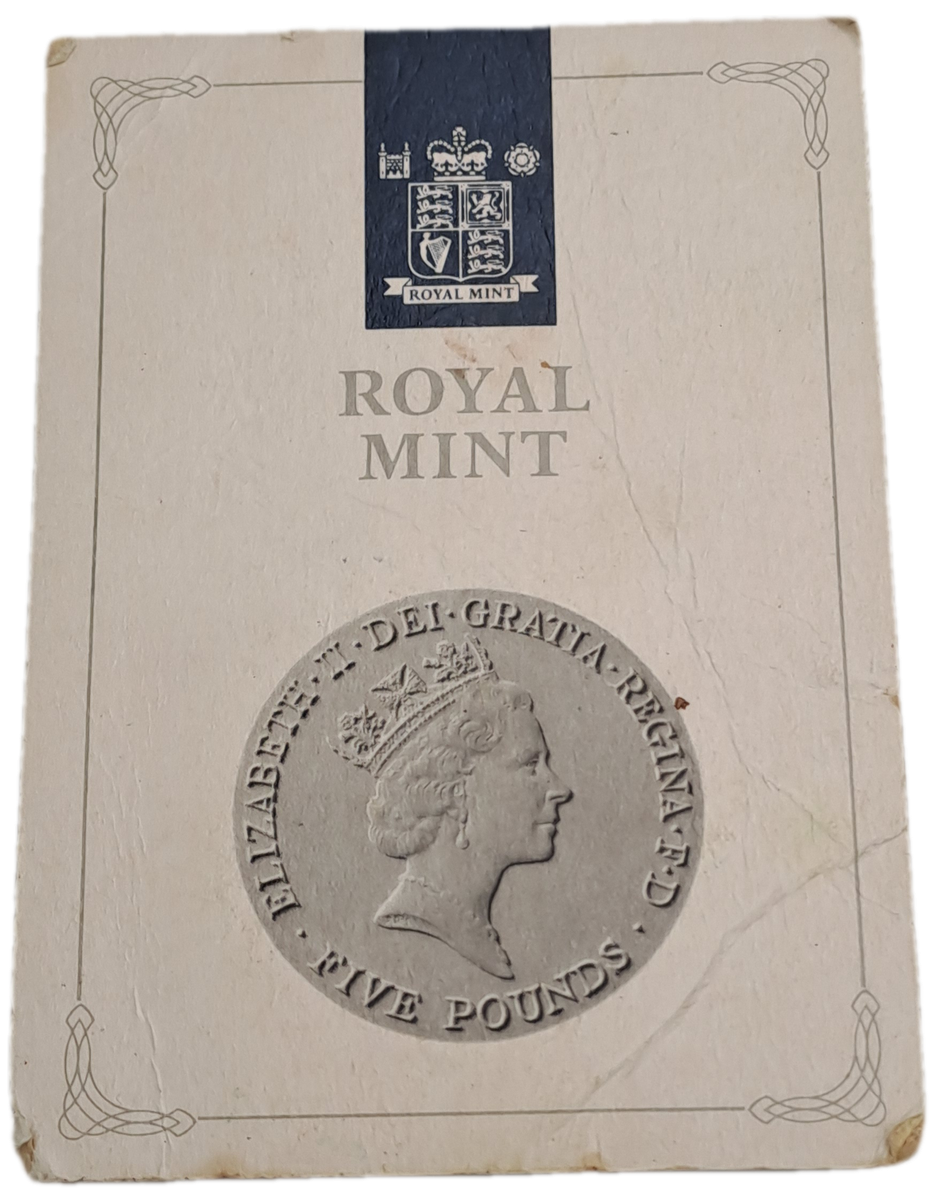 ROYAL MINT
ROYAL
MINT
ELIZABETH · II · DEI · GRATIA · REGINA · F · D ·
· FIVE POUNDS ·